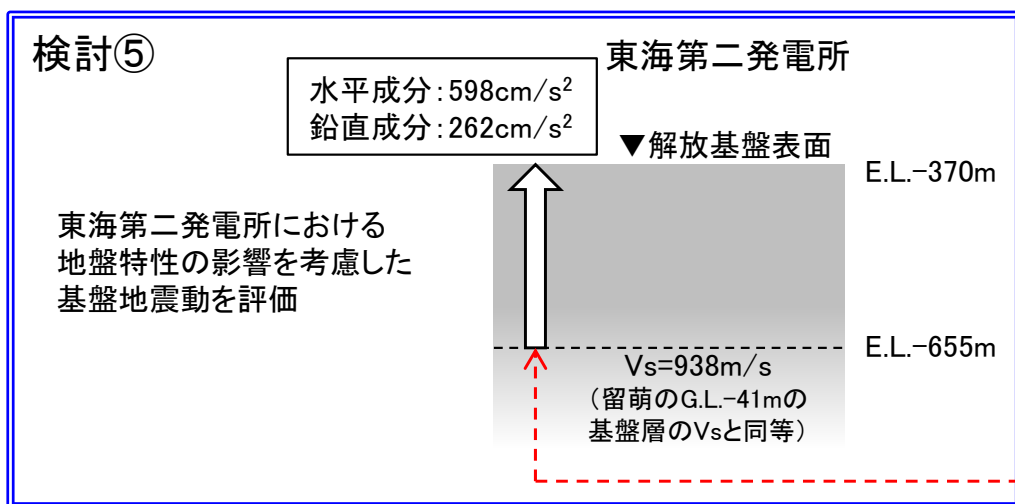 検討⑤
東海第二発電所
水平成分：598cm/s²
鉛直成分：262cm/s²
▼解放基盤表面
E.L.-370m
東海第二発電所における
地盤特性の影響を考慮した
基盤地震動を評価
E.L.-655m
Vs=938m/s
（留萌のG.L.-41mの
基盤層のVsと同等）